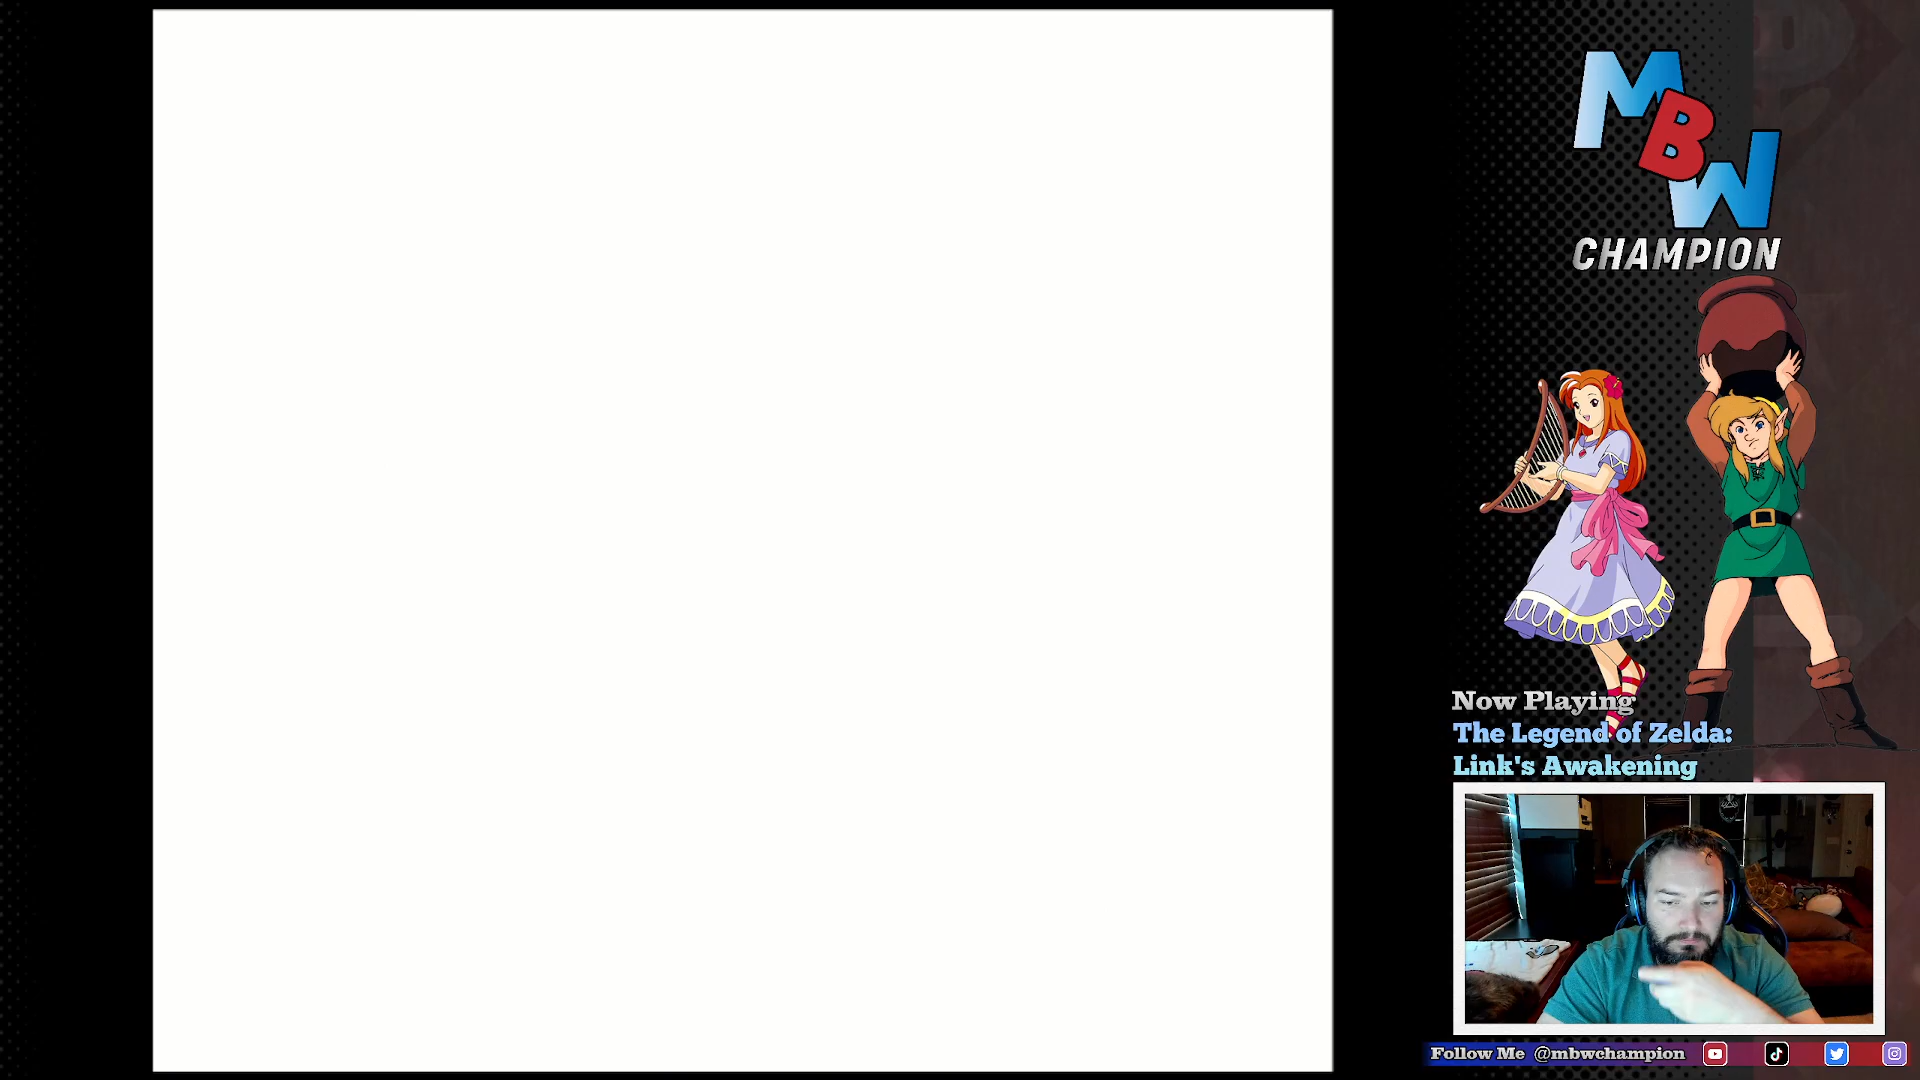 MBW
CHAMPION
Now Playing
The Legend of Zelda:
Link's Awakening
Follow Me @mbwchampion